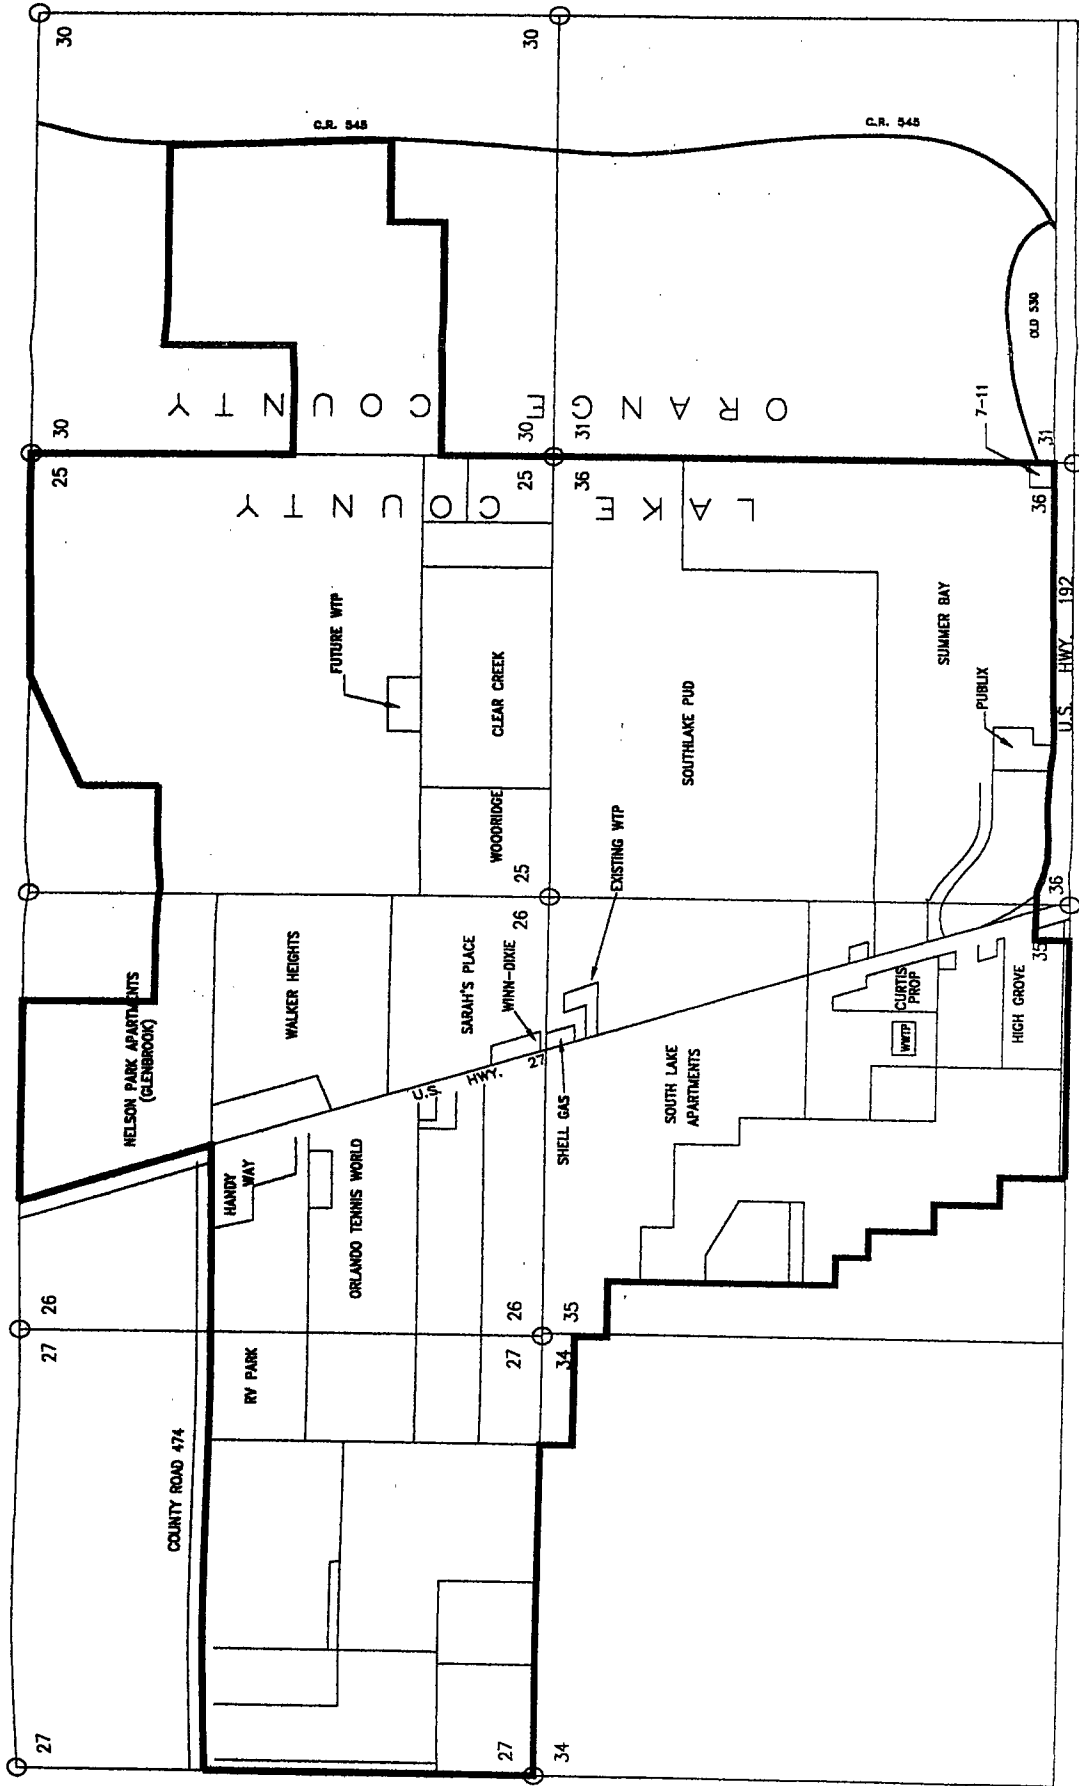 27
27
26
COUNTY ROAD 474
RV PARK
HANDY
WAY
ORLANDO TENNIS WORLD
NELSON PARK APARTMENTS
(GLENBROOK)
WALKER HEIGHTS
SARAH'S PLACE
WINN-DIXIE
U.S. HWY. 27
27
34
27
26
34
35
SHELL GAS
EXISTING WTP
SOUTH LAKE
APARTMENTS
CURTIS
PROP
WWTP
HIGH GROVE
35
36
26
25
WOODRIDGE
CLEAR CREEK
FUTURE WTP
SOUTHLAKE PUD
SUMMER BAY
PUBLIX
U.S. HWY. 192
25
30
LAKE COUNTY
ORANGE COUNTY
25
30
36
31
36
31
7-11
OLD 530
C.R. 545
C.R. 545
30
30